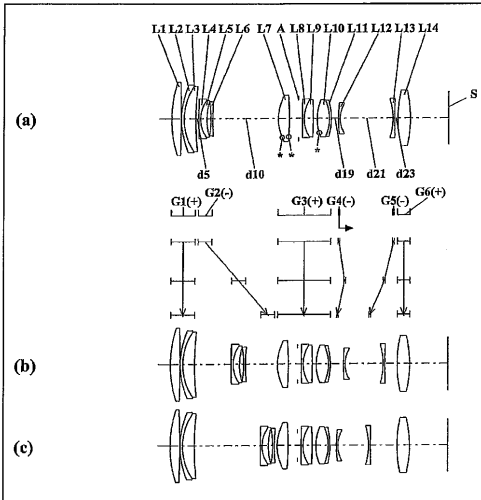 L1 L2 L3 L4 L5 L6 L7 A L8 L9 L10 L11 L12 L13 L14
S
(a)
* * *
d5 d10 d19 d21 d23
G1(+) G2(-) G3(+) G4(-) G5(-) G6(+)
(b)
(c)